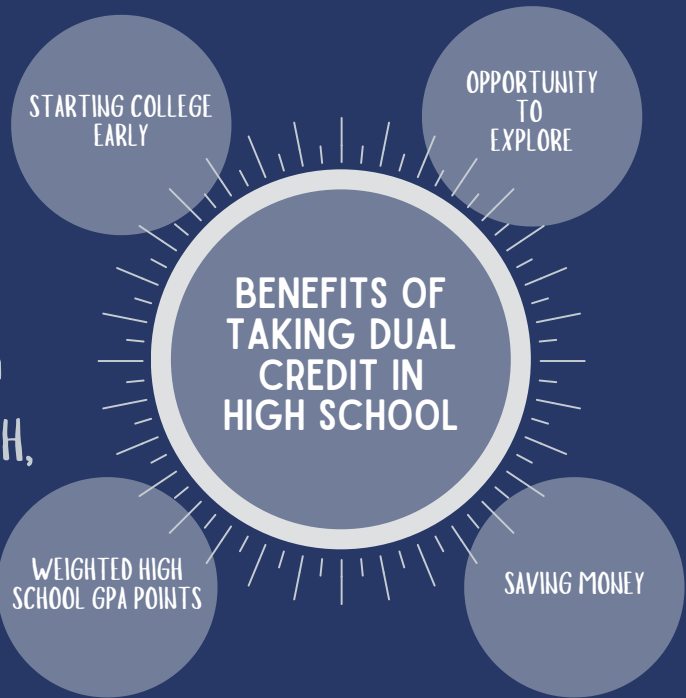 STARTING COLLEGE
EARLY
OPPORTUNITY
TO
EXPLORE
BENEFITS OF
TAKING DUAL
CREDIT IN
HIGH SCHOOL
H,
WEIGHTED HIGH
SCHOOL GPA POINTS
SAVING MONEY